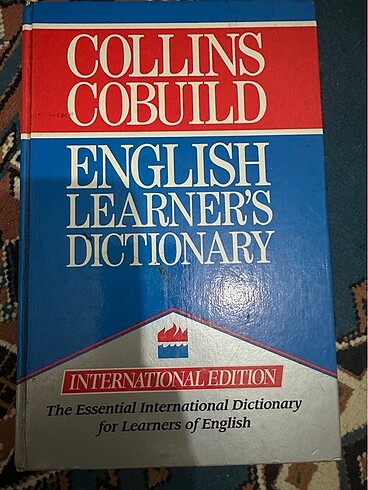 COLLINS
COBUILD
ENGLISH
LEARNER'S
DICTIONARY
INTERNATIONAL EDITION
The Essential International Dictionary
for Learners of English